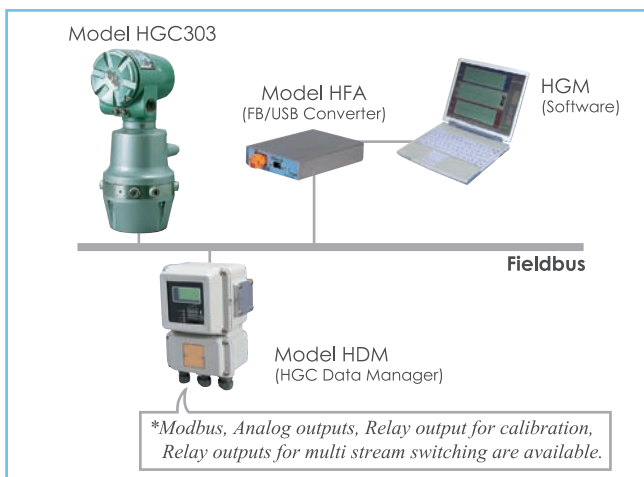 Model HGC303
Model HFA
(FB/USB Converter)
HGM
(Software)
Fieldbus
Model HDM
(HGC Data Manager)
*Modbus, Analog outputs, Relay output for calibration,
Relay outputs for multi stream switching are available.